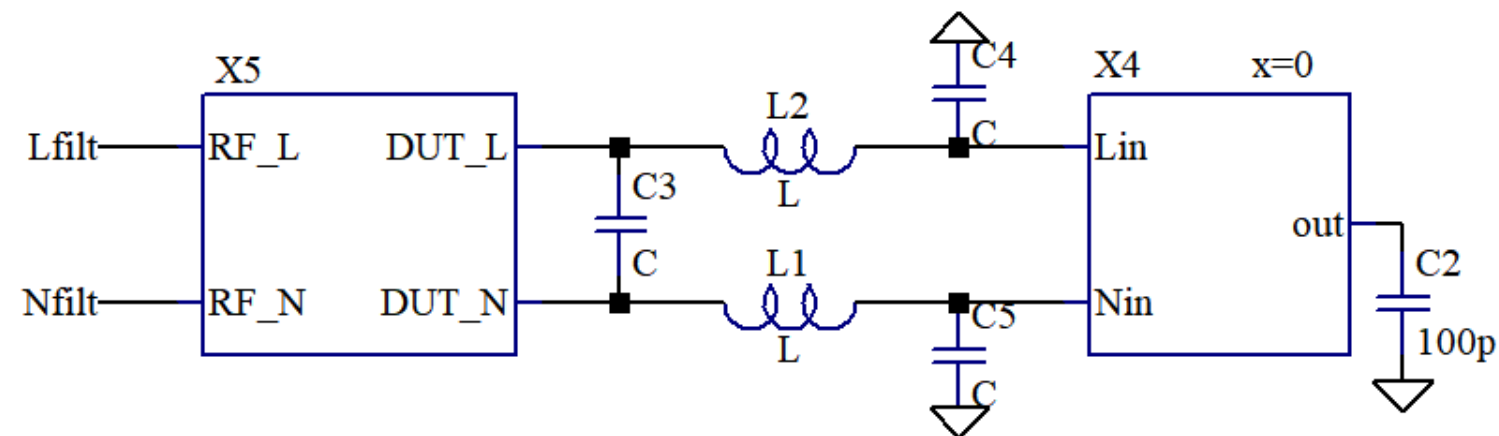 X5
Lfilt
RF_L
DUT_L
Nfilt
RF_N
DUT_N
C3
C
L2
L
L1
L
C4
C
C5
C
X4
x=0
Lin
Nin
out
C2
100p